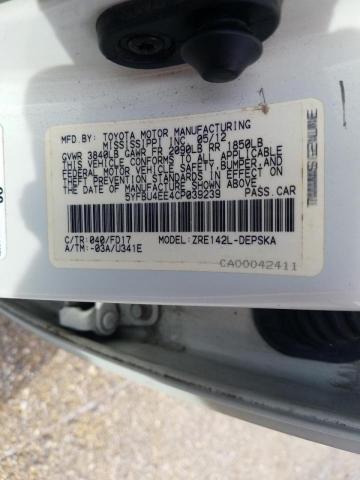 MFD.BY: TOYOTA MOTOR MANUFACTURING
MISSISSIPPI INC. 05/12
GVWR 3840LB GAWR FR 2090LB RR 1850LB
THIS VEHICLE CONFORMS TO ALL APPLICABLE
FEDERAL MOTOR VEHICLE SAFETY, BUMPER, AND
THEFT PREVENTION STANDARDS IN EFFECT ON
THE DATE OF MANUFACTURE SHOWN ABOVE.
5YFBU4EE4CP039239 PASS.CAR
C/TR: 040/FD17 MODEL: ZRE142L-DEPSKA
A/TM: -03A/U341E
CA00042411